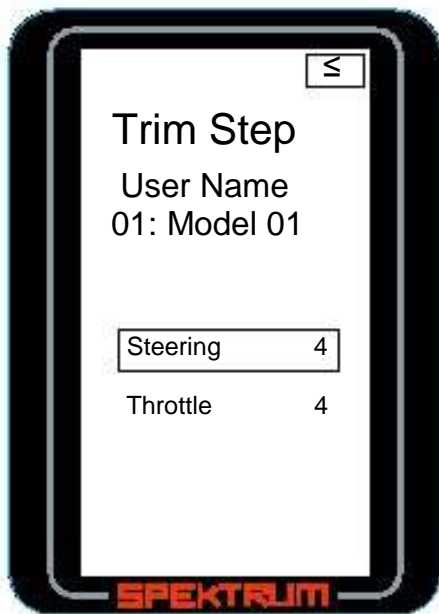 ≤
Trim Step
User Name
01: Model 01
Steering 4
Throttle 4
SPEKTRUM